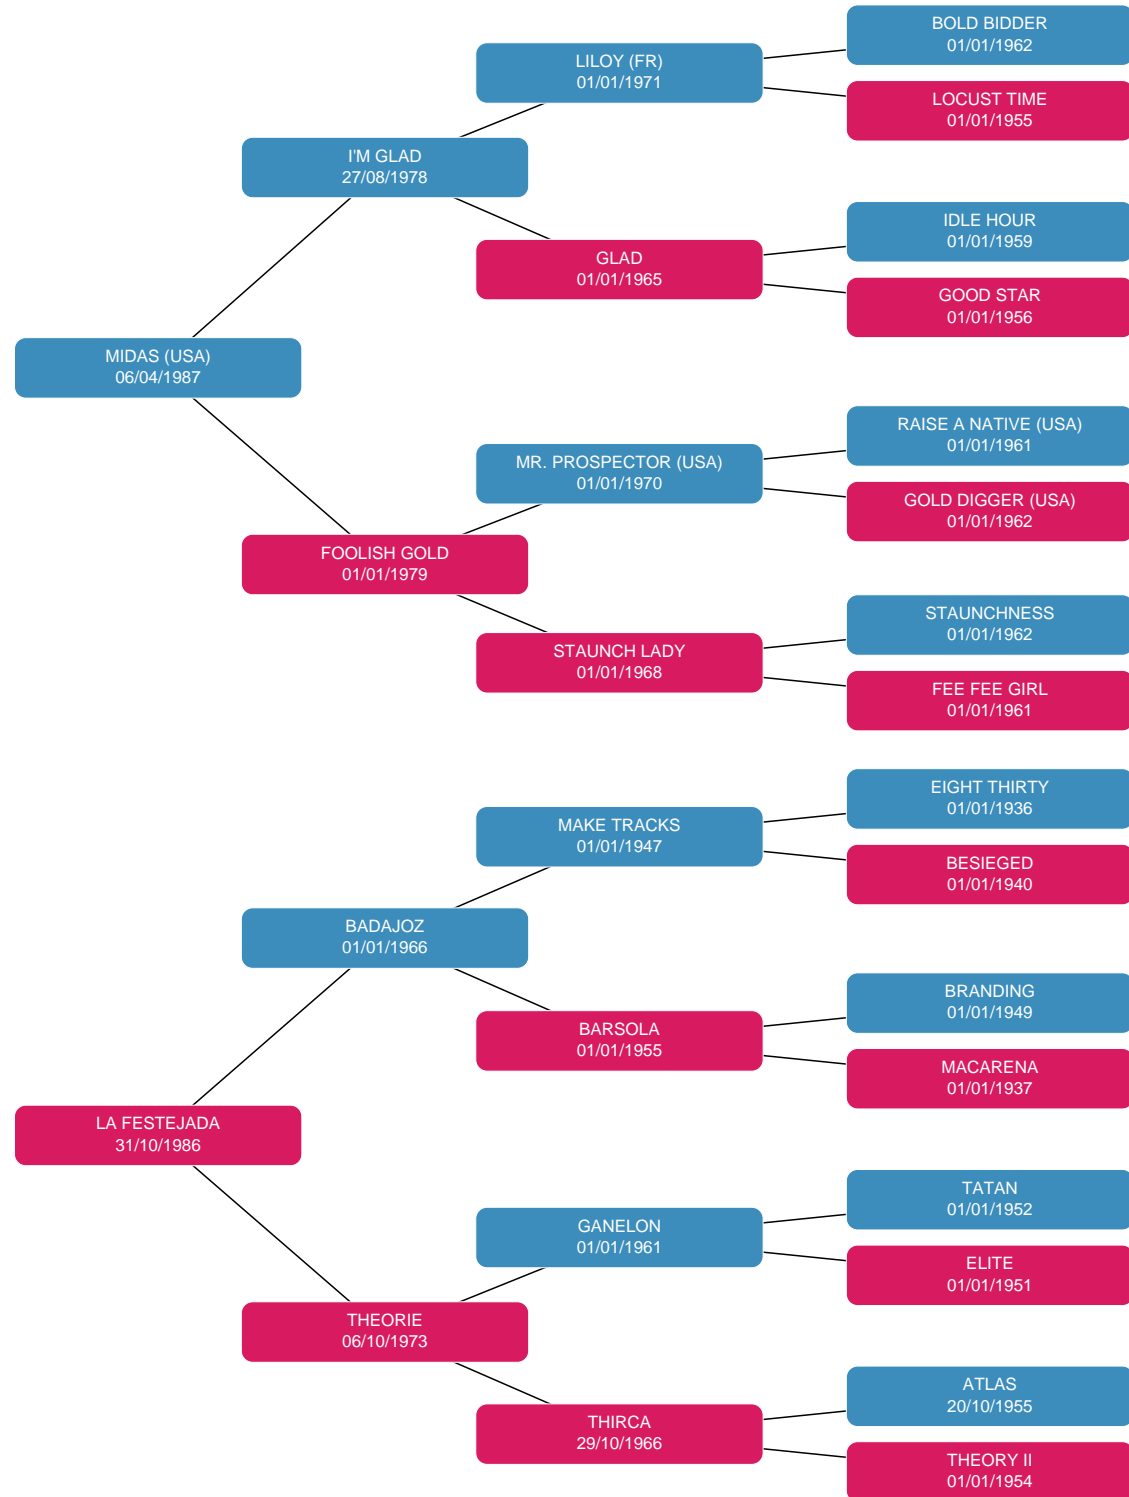 BOLD BIDDER
01/01/1962
LILOY (FR)
01/01/1971
LOCUST TIME
01/01/1955
I'M GLAD
27/08/1978
IDLE HOUR
01/01/1959
GLAD
01/01/1965
GOOD STAR
01/01/1956
MIDAS (USA)
06/04/1987
RAISE A NATIVE (USA)
01/01/1961
MR. PROSPECTOR (USA)
01/01/1970
GOLD DIGGER (USA)
01/01/1962
FOOLISH GOLD
01/01/1979
STAUNCHNESS
01/01/1962
STAUNCH LADY
01/01/1968
FEE FEE GIRL
01/01/1961
EIGHT THIRTY
01/01/1936
MAKE TRACKS
01/01/1947
BESIEGED
01/01/1940
BADAJOZ
01/01/1966
BRANDING
01/01/1949
BARSOLA
01/01/1955
MACARENA
01/01/1937
LA FESTEJADA
31/10/1986
TATAN
01/01/1952
GANELON
01/01/1961
ELITE
01/01/1951
THEORIE
06/10/1973
ATLAS
20/10/1955
THIRCA
29/10/1966
THEORY II
01/01/1954